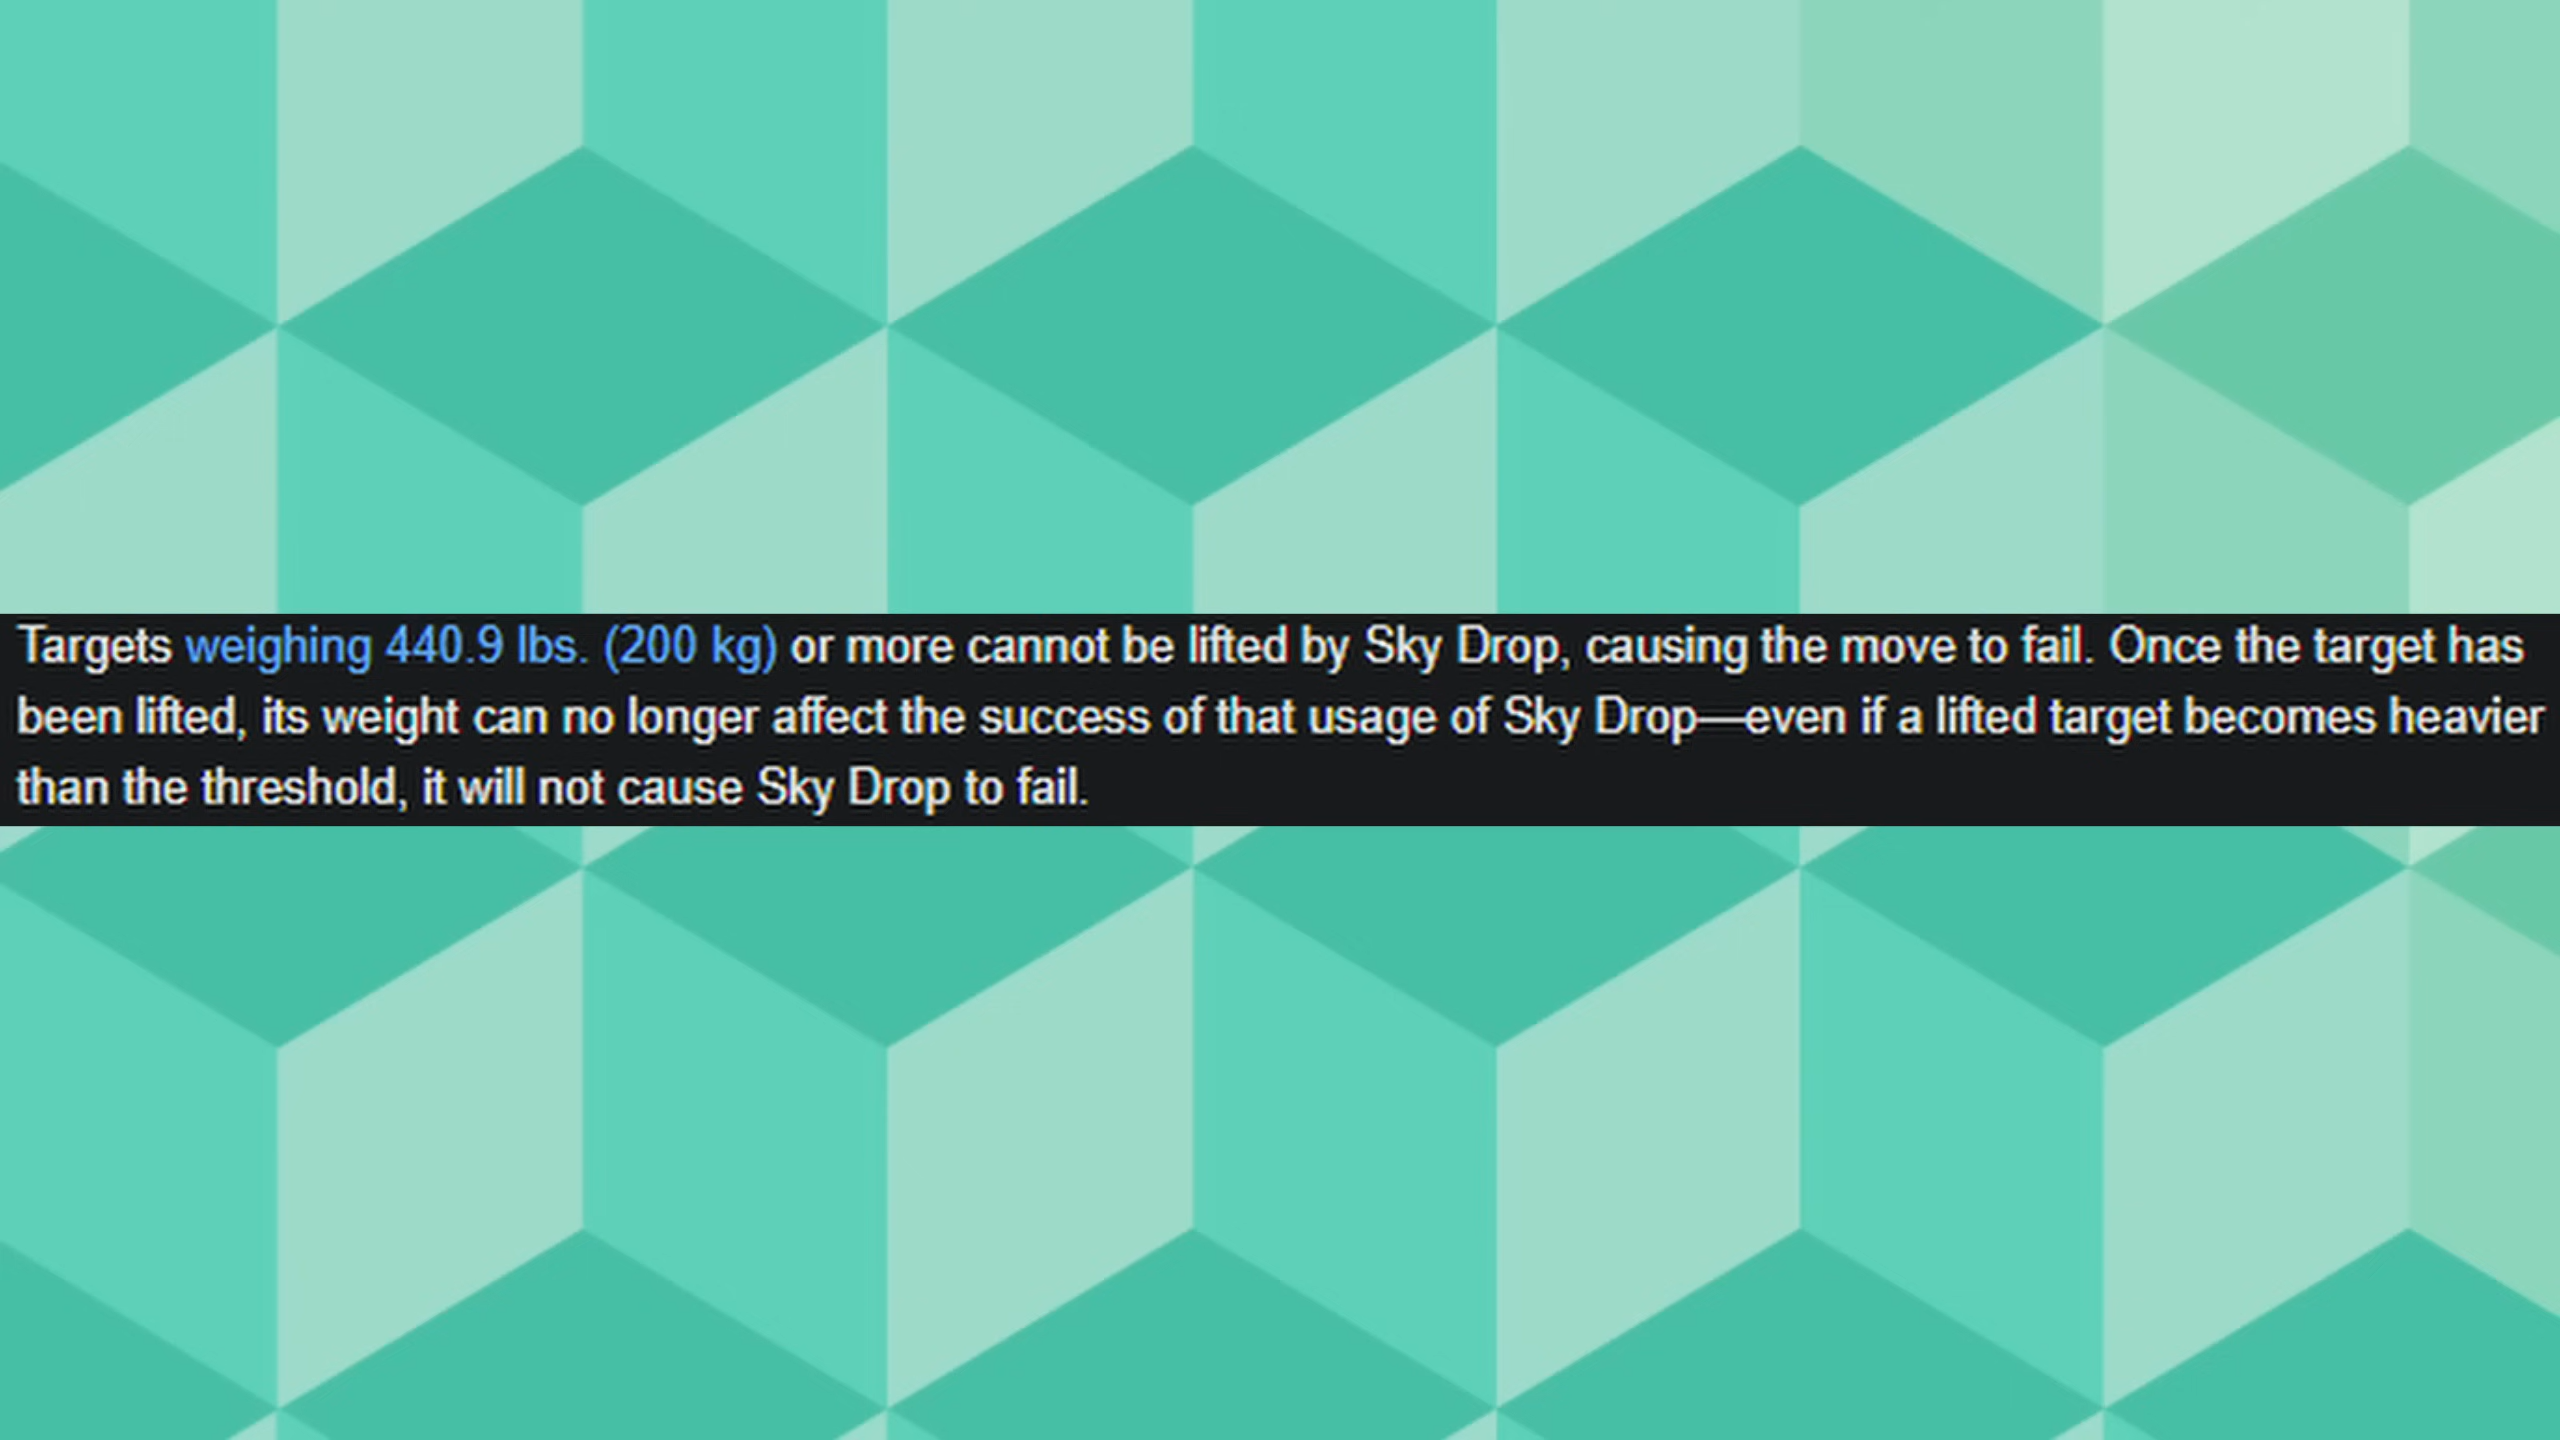 Targets weighing 440.9 lbs. (200 kg) or more cannot be lifted by Sky Drop, causing the move to fail. Once the target has
been lifted, its weight can no longer affect the success of that usage of Sky Drop—even if a lifted target becomes heavier
than the threshold, it will not cause Sky Drop to fail.